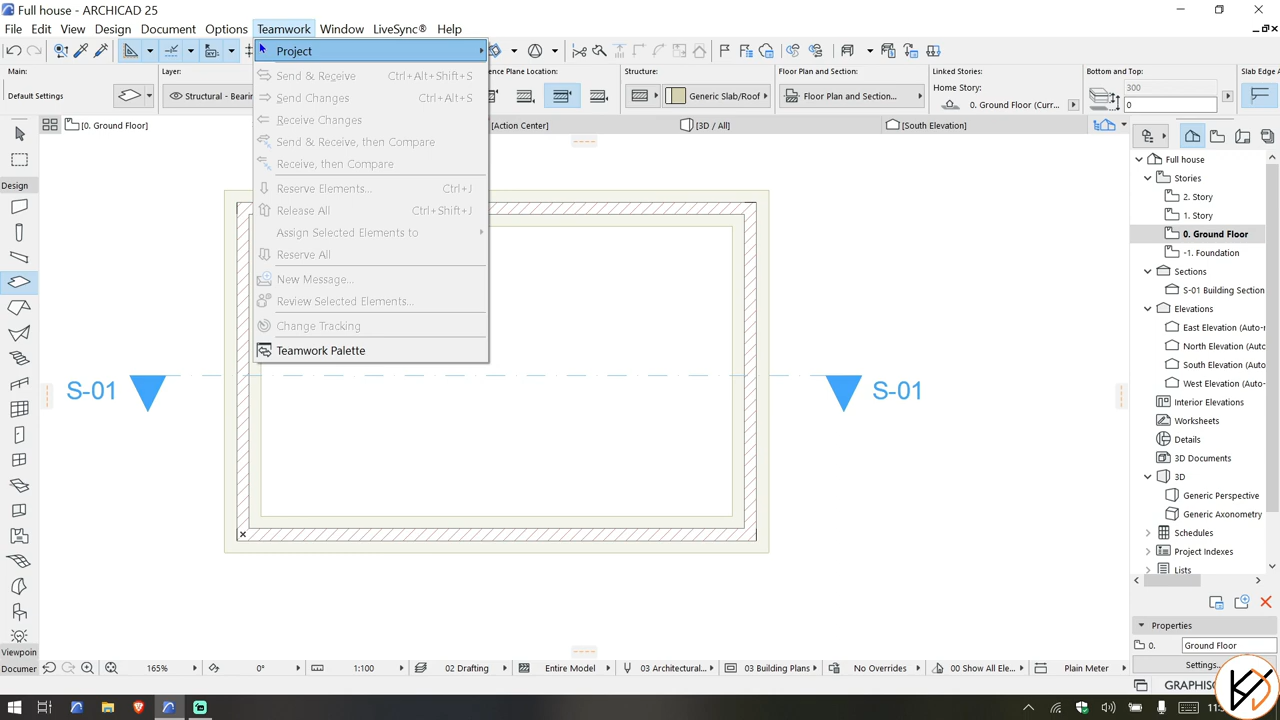 Full house - ARCHICAD 25
File Edit View Design Document Options Teamwork Window LiveSync® Help
Project
Main:
Layer:
ence Plane Location:
Structure:
Floor Plan and Section:
Linked Stories:
Bottom and Top:
Slab Edge A
Default Settings
Structural - Bearin
Generic Slab/Roof
Floor Plan and Section...
Home Story:
0. Ground Floor (Curr...
300
0
Send & Receive Ctrl+Alt+Shift+S
Send Changes Ctrl+Alt+S
Receive Changes
Send & Receive, then Compare
Receive, then Compare
Reserve Elements... Ctrl+J
Release All Ctrl+Shift+J
Assign Selected Elements to
Reserve All
New Message...
Review Selected Elements...
Change Tracking
Teamwork Palette
[0. Ground Floor]
[Action Center]
[3D / All]
[South Elevation]
Design
Viewpoin
Documer
S-01
S-01
Full house
Stories
2. Story
1. Story
0. Ground Floor
-1. Foundation
Sections
S-01 Building Section
Elevations
East Elevation (Auto-r
North Elevation (Auto
South Elevation (Auto
West Elevation (Auto-
Interior Elevations
Worksheets
Details
3D Documents
3D
Generic Perspective
Generic Axonometry
Schedules
Project Indexes
Lists
Properties
0. Ground Floor
Settings...
165% 0° 1:100 02 Drafting Entire Model 03 Architectural... 03 Building Plans No Overrides 00 Show All Ele... Plain Meter
GRAPHISO